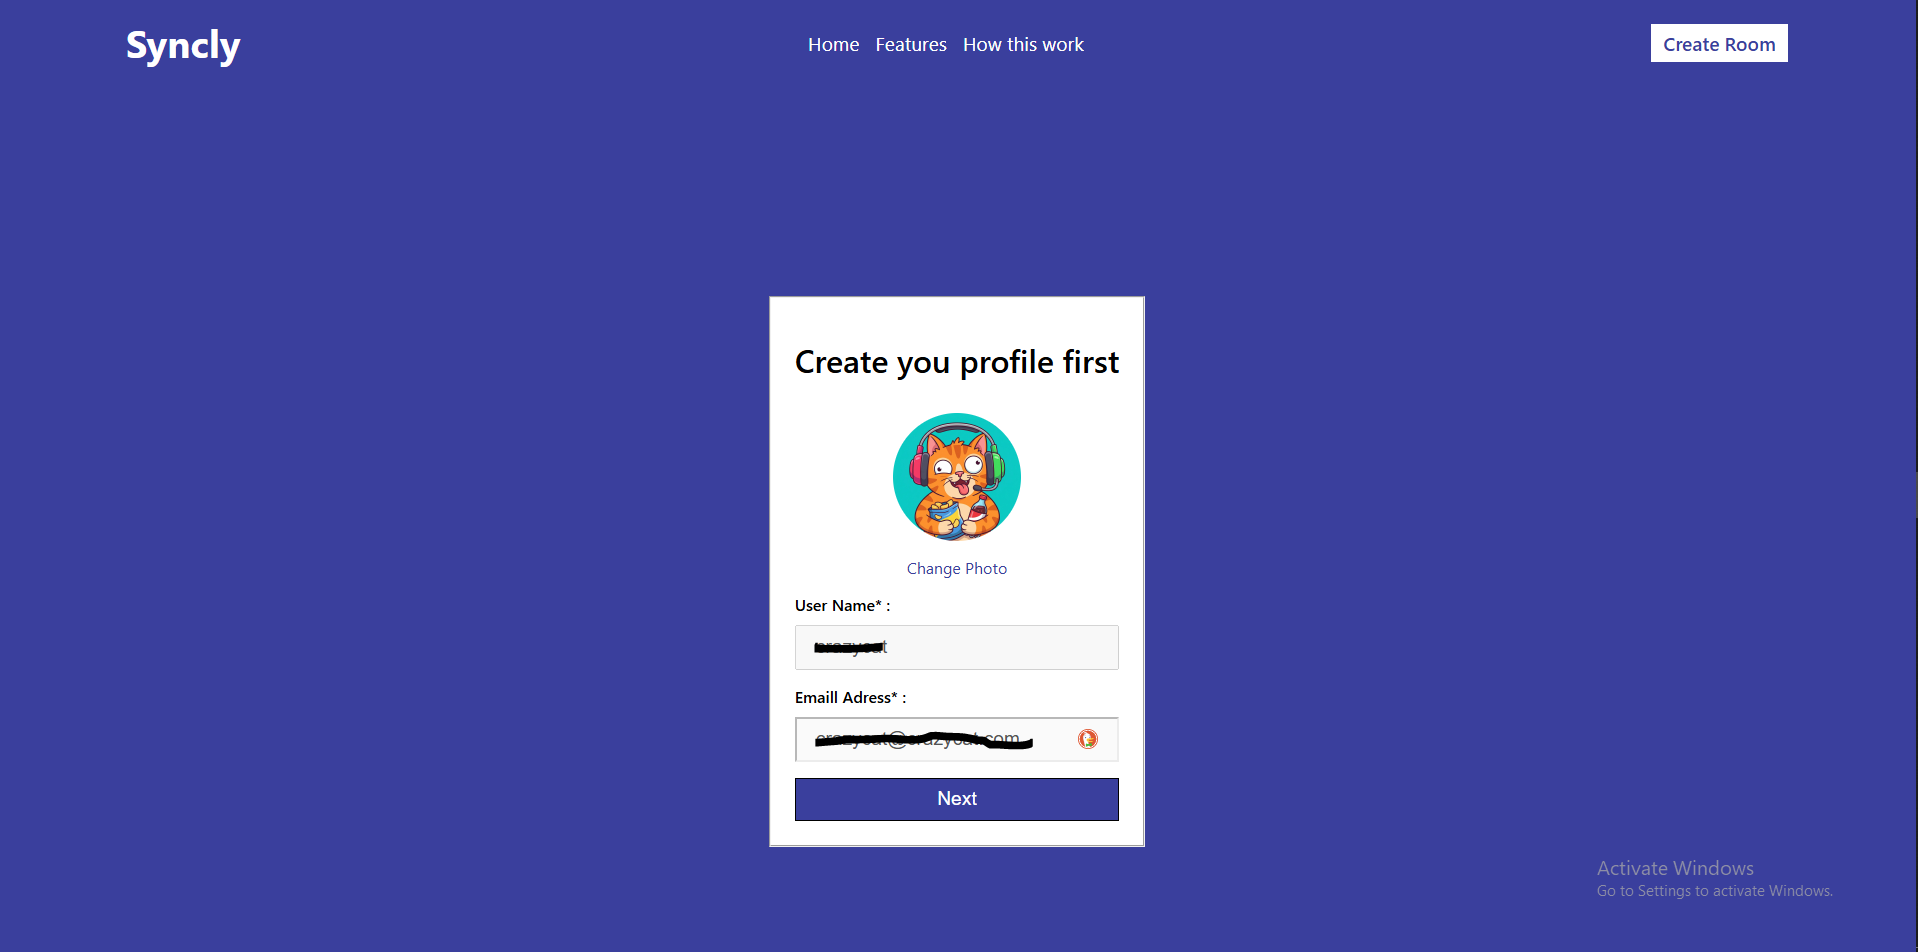 Syncly
Home Features How this work
Create Room
Create you profile first
Change Photo
User Name* :
Emaill Adress* :
Next
Activate Windows
Go to Settings to activate Windows.